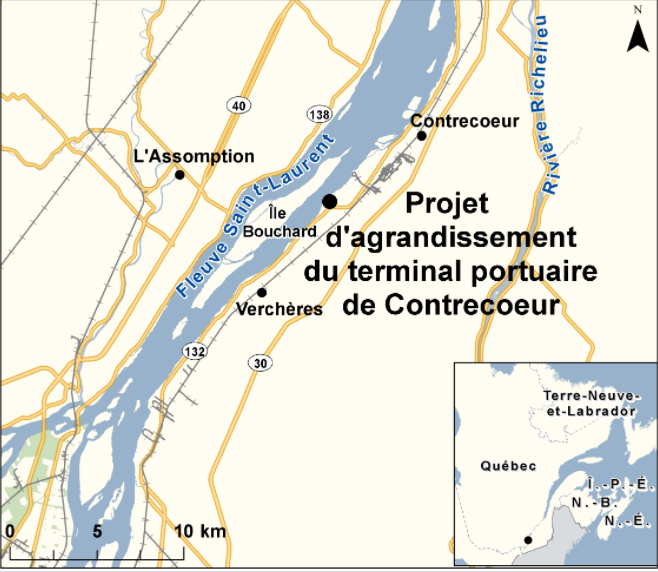 N
Rivière Richelieu
40
138
Contrecoeur
L'Assomption
Fleuve Saint-Laurent
Île
Bouchard
Projet
d'agrandissement
du terminal portuaire
de Contrecoeur
Verchères
132
30
Terre-Neuve-
et-Labrador
Québec
Î.-P.-É.
N.-B.
N.-É.
0 5 10 km